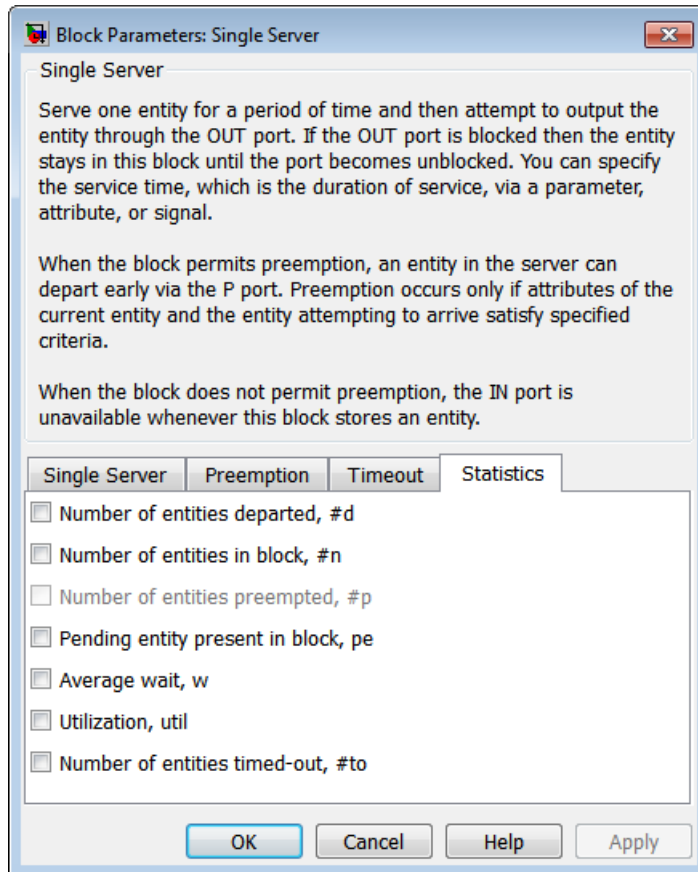 Block Parameters: Single Server
Single Server
Serve one entity for a period of time and then attempt to output the
entity through the OUT port. If the OUT port is blocked then the entity
stays in this block until the port becomes unblocked. You can specify
the service time, which is the duration of service, via a parameter,
attribute, or signal.
When the block permits preemption, an entity in the server can
depart early via the P port. Preemption occurs only if attributes of the
current entity and the entity attempting to arrive satisfy specified
criteria.
When the block does not permit preemption, the IN port is
unavailable whenever this block stores an entity.
Single Server Preemption Timeout Statistics
Number of entities departed, #d
Number of entities in block, #n
Number of entities preempted, #p
Pending entity present in block, pe
Average wait, w
Utilization, util
Number of entities timed-out, #to
OK Cancel Help Apply